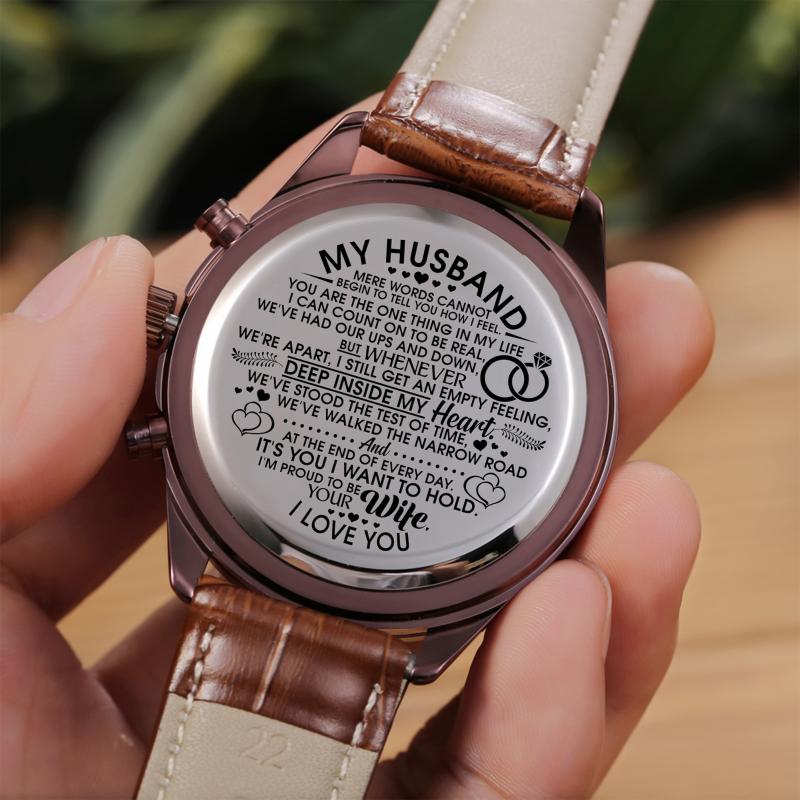 MY HUSBAND
MERE WORDS CANNOT
BEGIN TO TELL YOU HOW I FEEL.
YOU ARE THE ONE THING IN MY LIFE
I CAN COUNT ON TO BE REAL,
WE'VE HAD OUR UPS AND DOWN,
BUT WHENEVER
WE'RE APART, I STILL GET AN EMPTY FEELING,
DEEP INSIDE MY Heart.
WE'VE STOOD THE TEST OF TIME,
WE'VE WALKED THE NARROW ROAD
And
AT THE END OF EVERY DAY.
IT'S YOU I WANT TO HOLD.
I'M PROUD TO BE
YOUR Wife.
I LOVE YOU
22